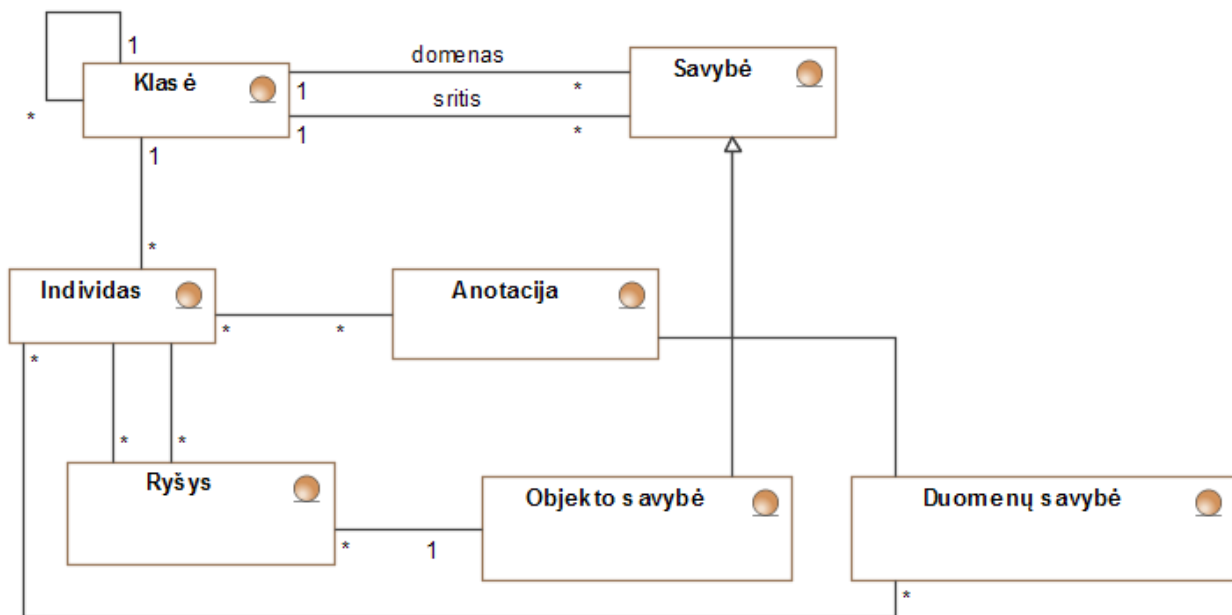 1
domenas
Klasė
Savybė
1
*
sritis
*
1
*
1
*
Individas
Anotacija
*
*
*
*
*
Ryšys
Objekto savybė
Duomenų savybė
*
1
*